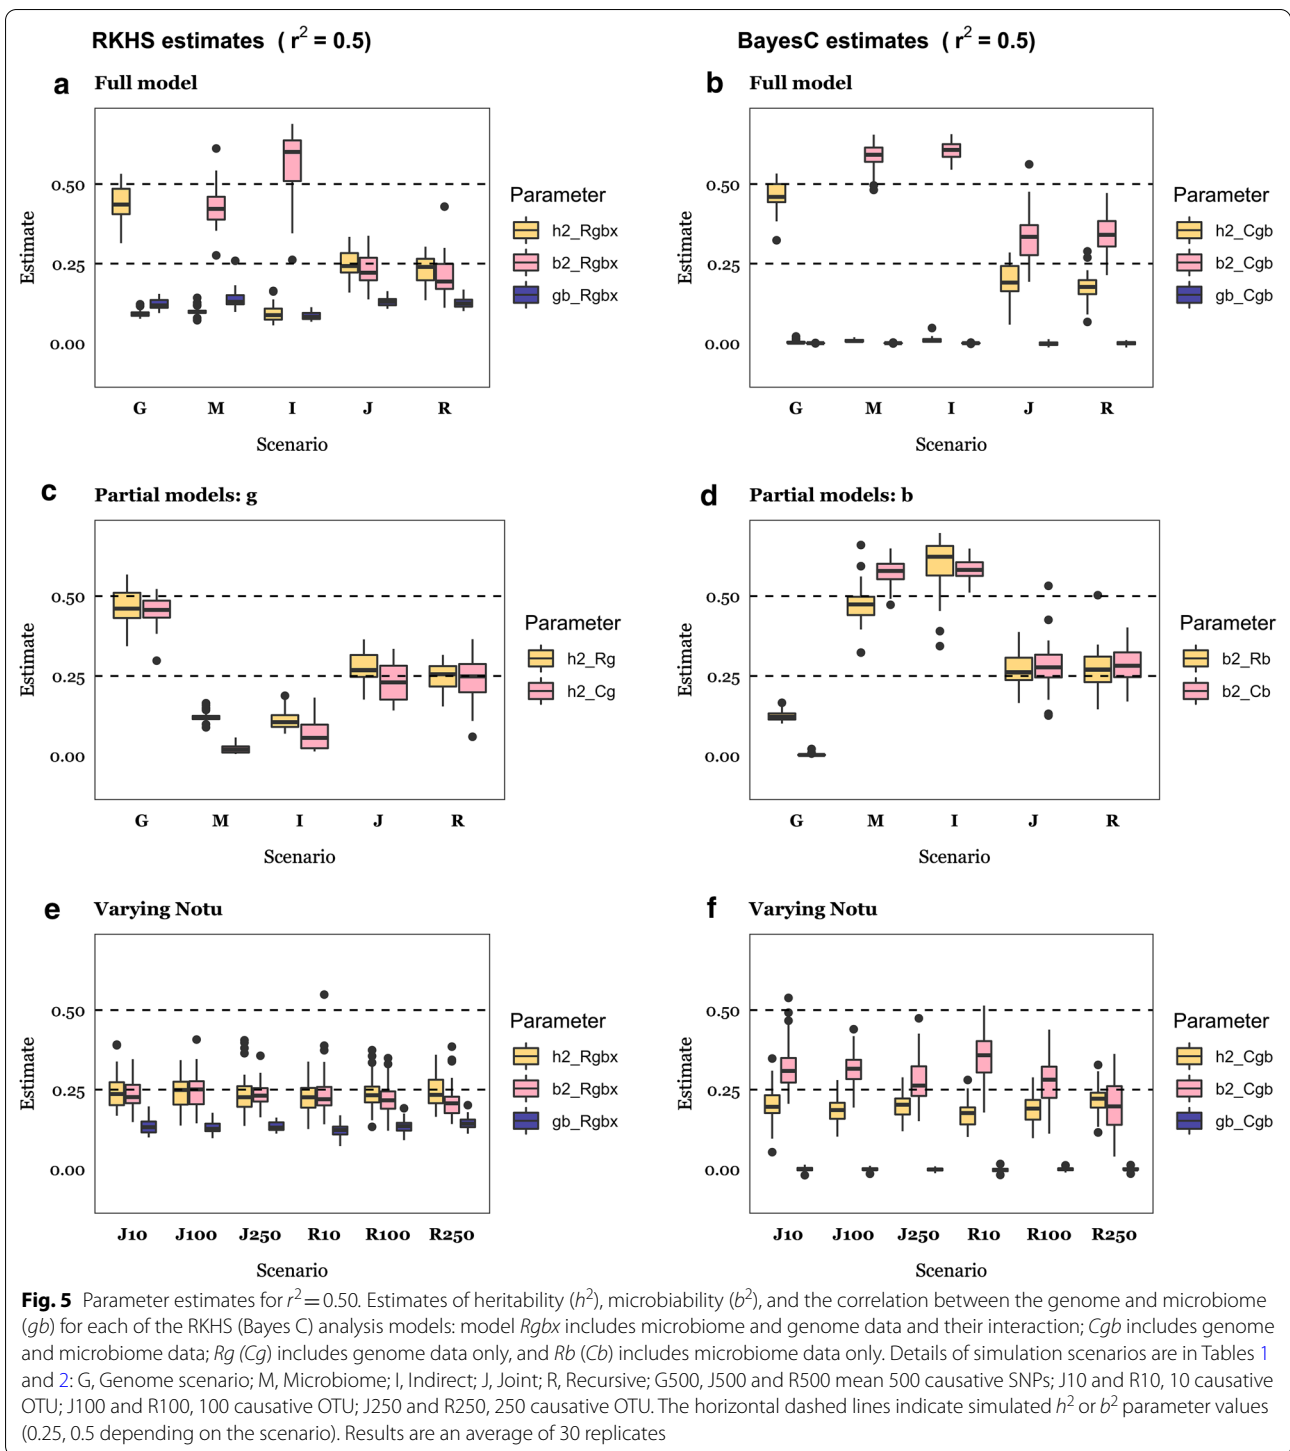 RKHS estimates ( r² = 0.5)
BayesC estimates ( r² = 0.5)
a Full model
0.50
0.25
0.00
Estimate
G M I J R
Scenario
Parameter
h2_Rgbx
b2_Rgbx
gb_Rgbx
b Full model
0.50
0.25
0.00
Estimate
G M I J R
Scenario
Parameter
h2_Cgb
b2_Cgb
gb_Cgb
c Partial models: g
0.50
0.25
0.00
Estimate
G M I J R
Scenario
Parameter
h2_Rg
h2_Cg
d Partial models: b
0.50
0.25
0.00
Estimate
G M I J R
Scenario
Parameter
b2_Rb
b2_Cb
e Varying Notu
0.50
0.25
0.00
Estimate
J10 J100 J250 R10 R100 R250
Scenario
Parameter
h2_Rgbx
b2_Rgbx
gb_Rgbx
f Varying Notu
0.50
0.25
0.00
Estimate
J10 J100 J250 R10 R100 R250
Scenario
Parameter
h2_Cgb
b2_Cgb
gb_Cgb
Fig. 5 Parameter estimates for r² = 0.50. Estimates of heritability (h²), microbiability (b²), and the correlation between the genome and microbiome
(gb) for each of the RKHS (Bayes C) analysis models: model Rgbx includes microbiome and genome data and their interaction; Cgb includes genome
and microbiome data; Rg (Cg) includes genome data only, and Rb (Cb) includes microbiome data only. Details of simulation scenarios are in Tables 1
and 2: G, Genome scenario; M, Microbiome; I, Indirect; J, Joint; R, Recursive; G500, J500 and R500 mean 500 causative SNPs; J10 and R10, 10 causative
OTU; J100 and R100, 100 causative OTU; J250 and R250, 250 causative OTU. The horizontal dashed lines indicate simulated h² or b² parameter values
(0.25, 0.5 depending on the scenario). Results are an average of 30 replicates